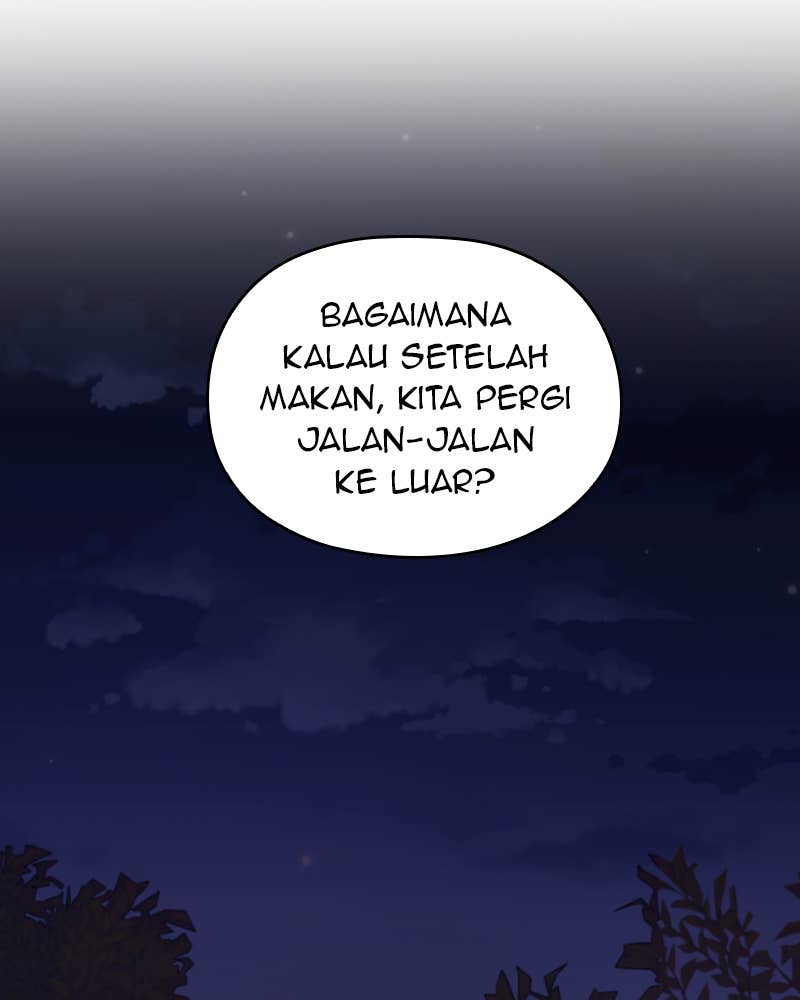 BAGAIMANA
KALAU SETELAH
MAKAN, KITA PERGI
JALAN-JALAN
KE LUAR?